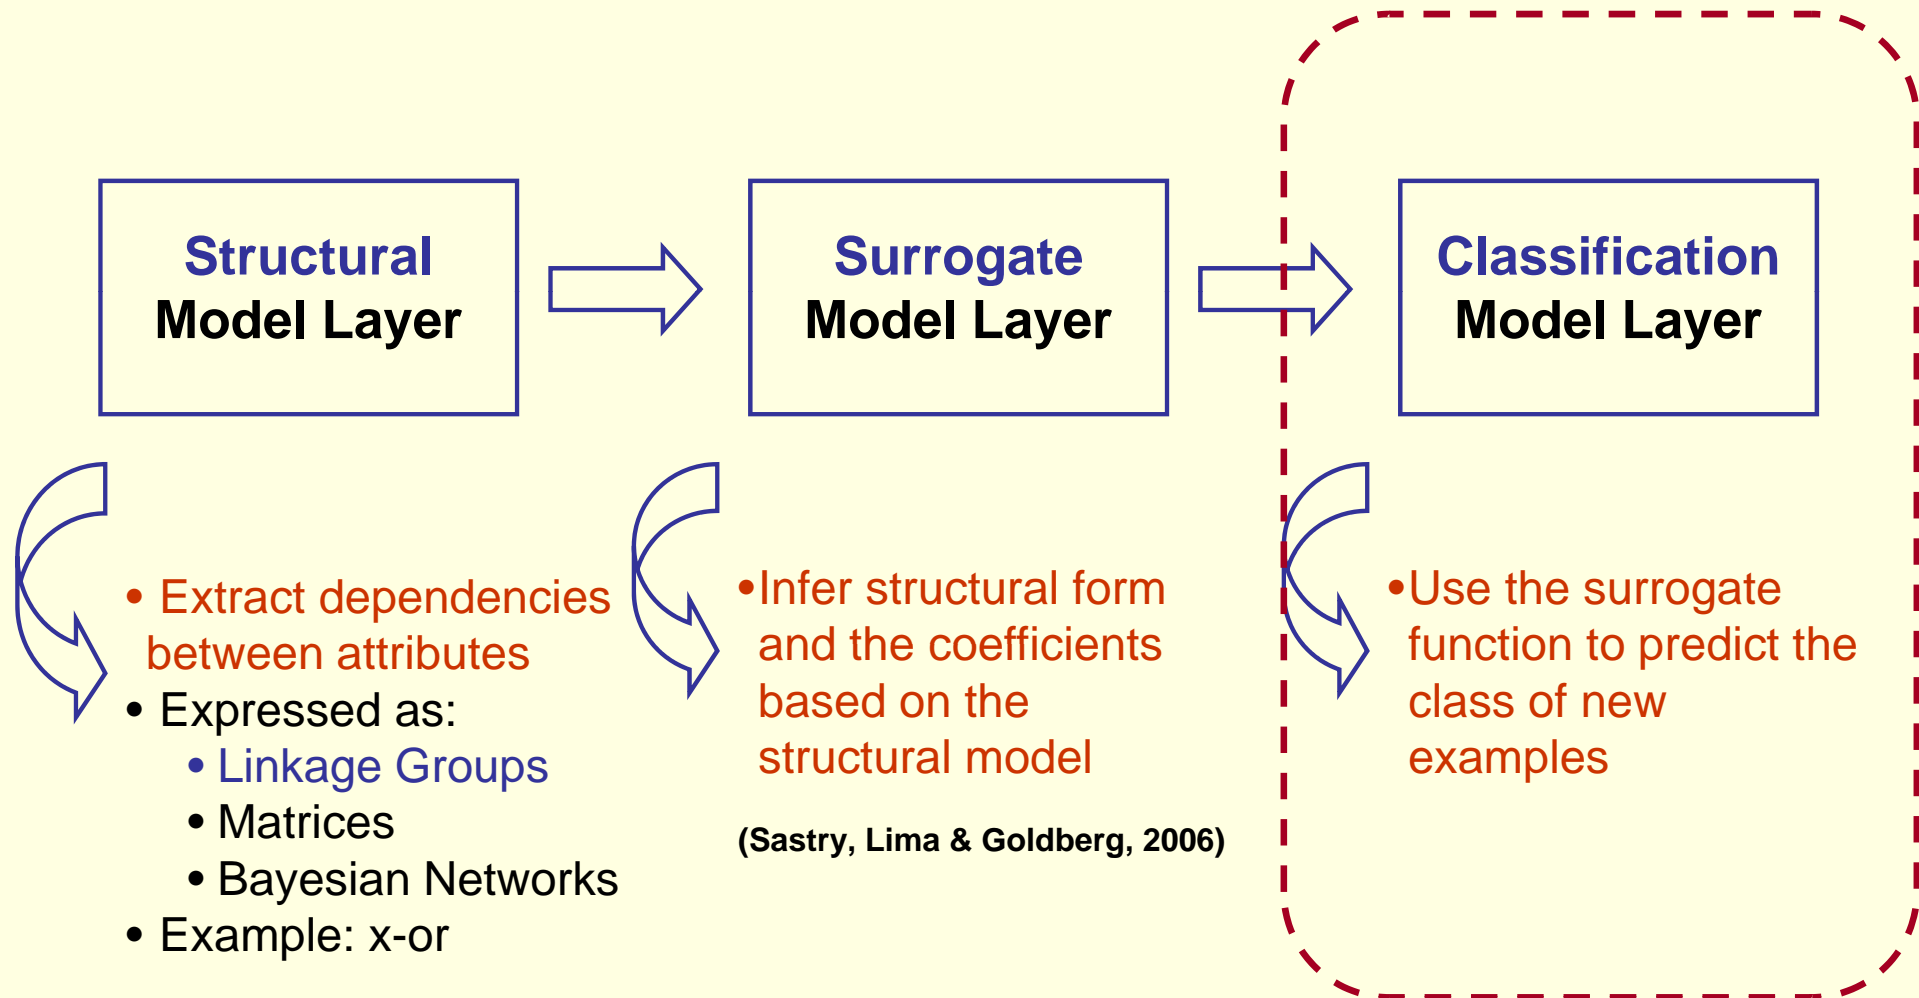 Structural
Model Layer
Surrogate
Model Layer
Classification
Model Layer
• Extract dependencies
between attributes
• Expressed as:
• Linkage Groups
• Matrices
• Bayesian Networks
• Example: x-or
•Infer structural form
and the coefficients
based on the
structural model
(Sastry, Lima & Goldberg, 2006)
•Use the surrogate
function to predict the
class of new
examples